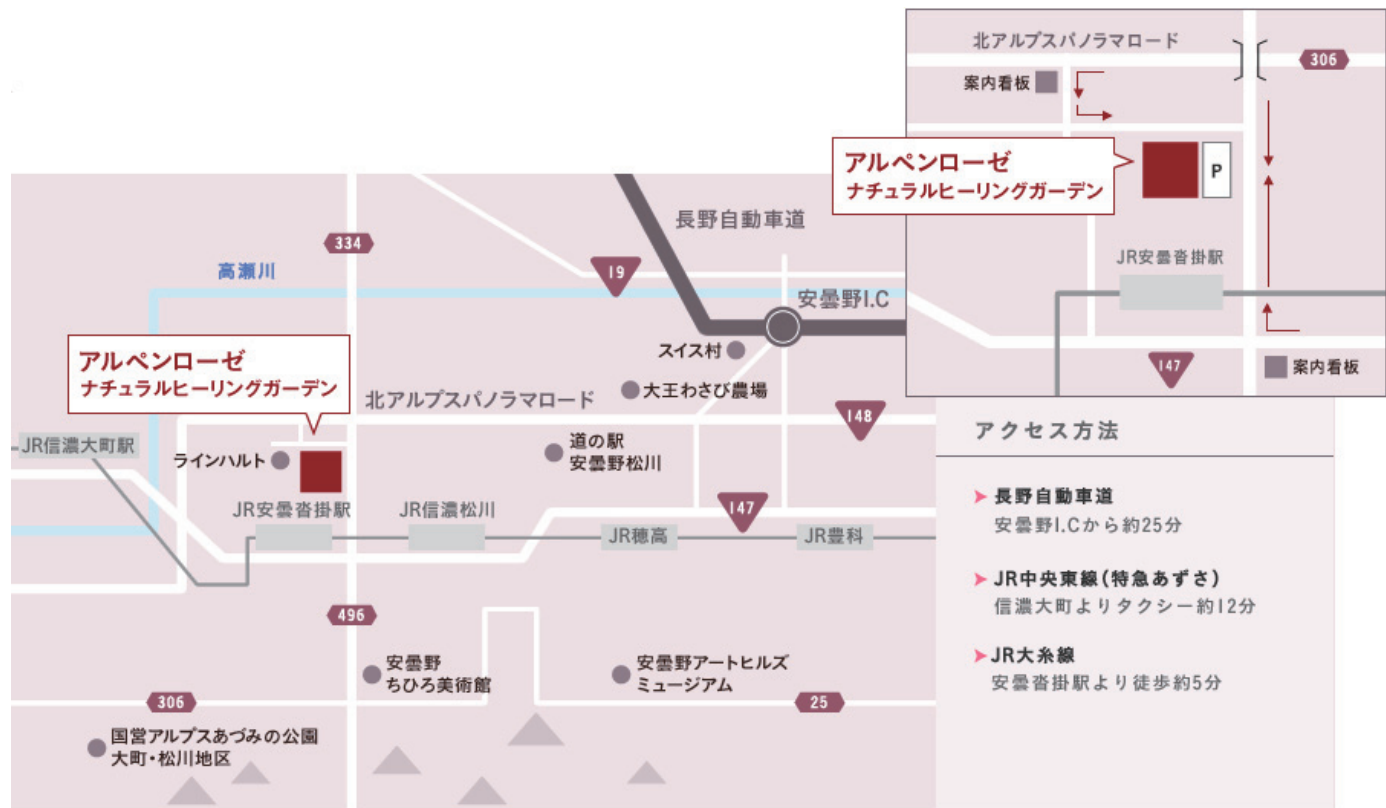 北アルプスパノラマロード
306
案内看板
アルペンローゼ
ナチュラルヒーリングガーデン
P
JR安曇沓掛駅
147
案内看板
334
長野自動車道
19
高瀬川
安曇野I.C
スイス村
アルペンローゼ
ナチュラルヒーリングガーデン
大王わさび農場
北アルプスパノラマロード
148
JR信濃大町駅
ラインハルト
道の駅
安曇野松川
JR安曇沓掛駅
JR信濃松川
147
JR穂高
JR豊科
496
安曇野
ちひろ美術館
安曇野アートヒルズ
ミュージアム
306
25
国営アルプスあづみの公園
大町・松川地区
アクセス方法
長野自動車道
安曇野I.Cから約25分
JR中央東線(特急あずさ)
信濃大町よりタクシー約12分
JR大糸線
安曇沓掛駅より徒歩約5分